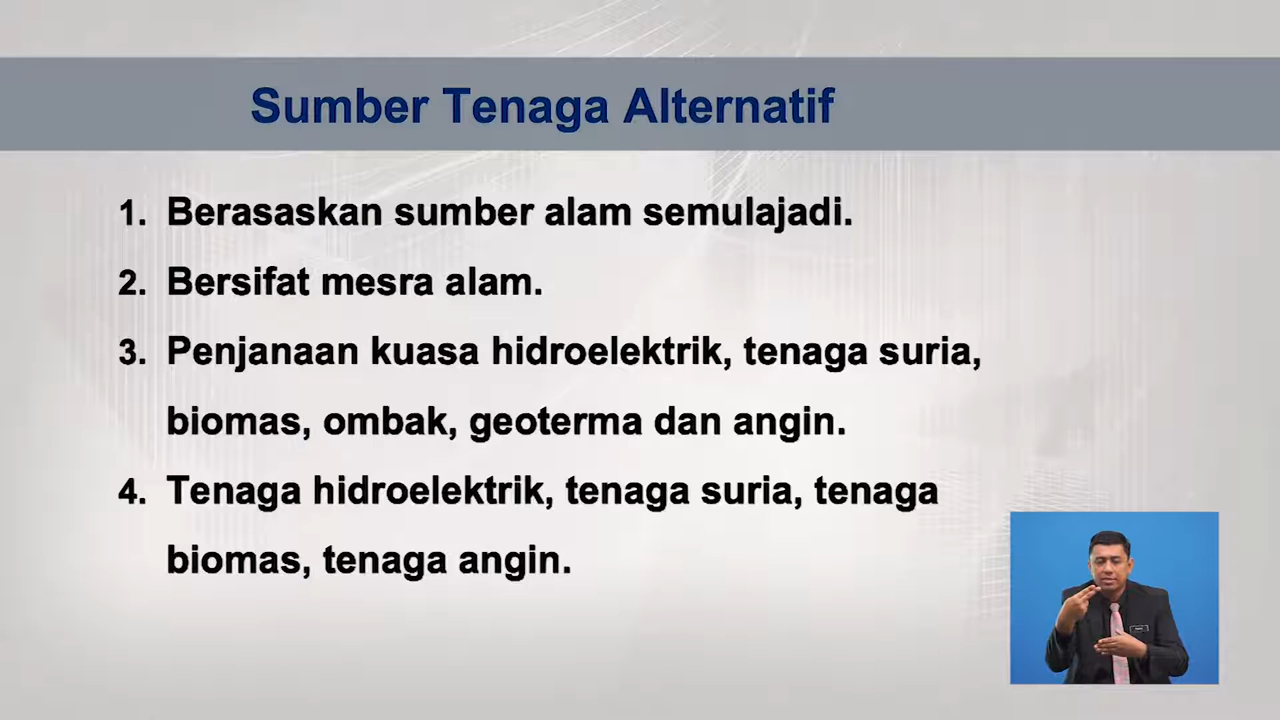 Sumber Tenaga Alternatif
1. Berasaskan sumber alam semulajadi.
2. Bersifat mesra alam.
3. Penjanaan kuasa hidroelektrik, tenaga suria,
biomas, ombak, geoterma dan angin.
4. Tenaga hidroelektrik, tenaga suria, tenaga
biomas, tenaga angin.